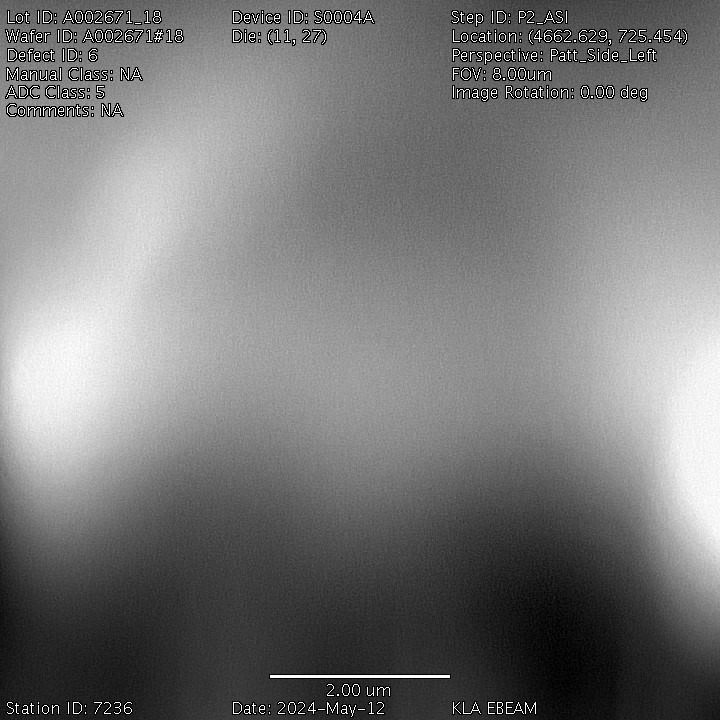 Lot ID: A002671_18
Wafer ID: A002671#18
Defect ID: 6
Manual Class: NA
ADC Class: 5
Comments: NA
Device ID: S0004A
Die: (11, 27)
Step ID: P2_ASI
Location: (4662.629, 725.454)
Perspective: Patt_Side_Left
FOV: 8.00um
Image Rotation: 0.00 deg
2.00 um
Station ID: 7236
Date: 2024-May-12
KLA EBEAM